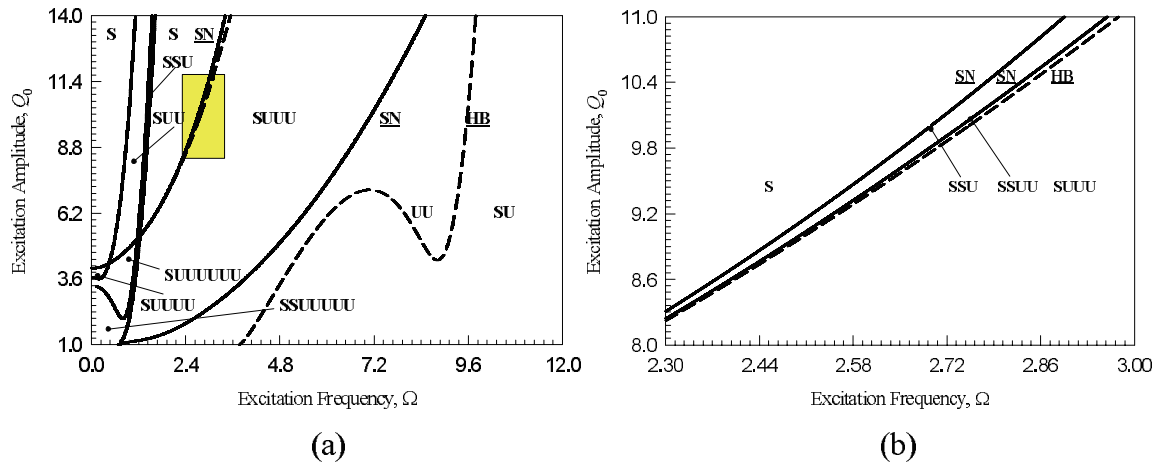 14.0
11.4
8.8
6.2
3.6
1.0
Excitation Amplitude, Q0
S
S
SN
SSU
SUU
SUUU
SN
HB
UU
SU
SUUUUUU
SUUUU
SSUUUUU
0.0
2.4
4.8
7.2
9.6
12.0
Excitation Frequency, Ω
(a)
11.0
10.4
9.8
9.2
8.6
8.0
Excitation Amplitude, Q0
SN
SN
HB
S
SSU
SSUU
SUUU
2.30
2.44
2.58
2.72
2.86
3.00
Excitation Frequency, Ω
(b)